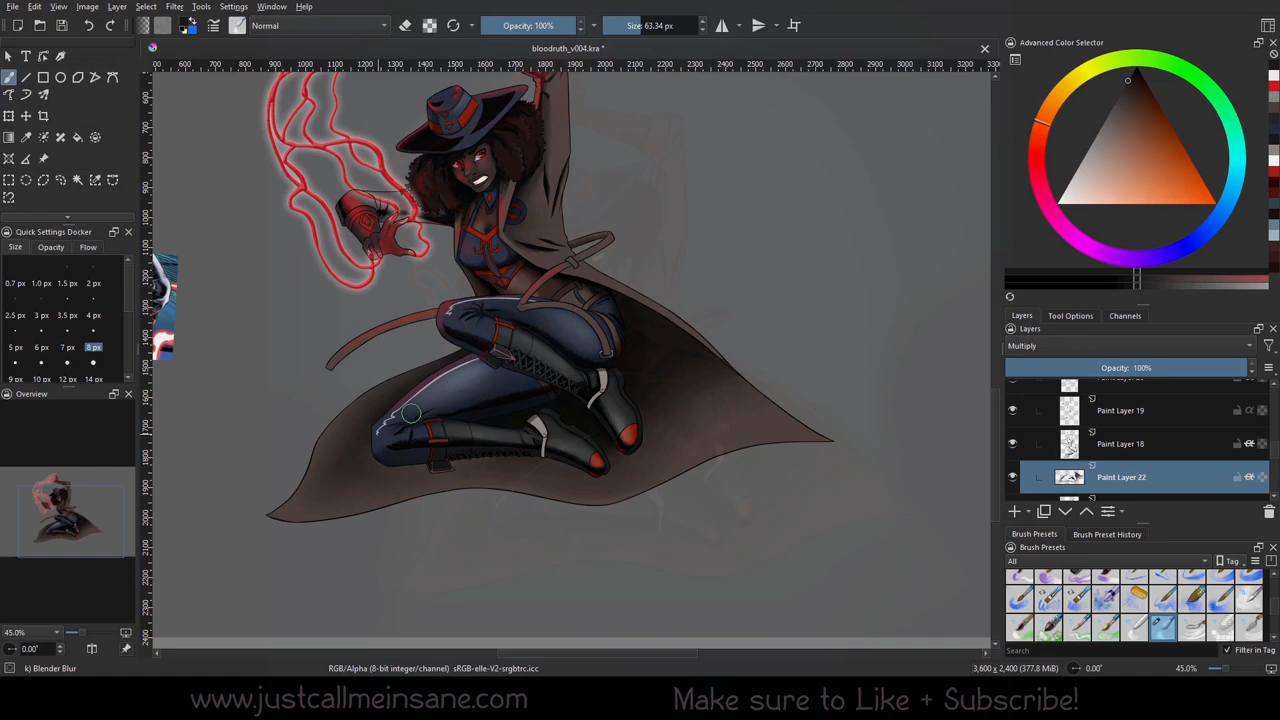 File Edit View Image Layer Select Filter Tools Settings Window Help
Normal Opacity: 100% Size: 63.34 px
bloodruth_v004.kra *
Quick Settings Docker
Size Opacity Flow
0.7 px 1.0 px 1.5 px 2 px
2.5 px 3 px 3.5 px 4 px
5 px 6 px 7 px 8 px
9 px 10 px 12 px 14 px
Overview
45.0%
0.00°
k) Blender Blur
RGB/Alpha (8-bit integer/channel) sRGB-elle-V2-srgbtrc.icc
3,600 x 2,400 (377.8 MiB) 0.00° 45.0%
Advanced Color Selector
Layers Tool Options Channels
Layers
Multiply
Opacity: 100%
Paint Layer 19
Paint Layer 18
Paint Layer 22
Brush Presets Brush Preset History
Brush Presets
All Tag
Search Filter in Tag
www.justcallmeinsane.com Make sure to Like + Subscribe!